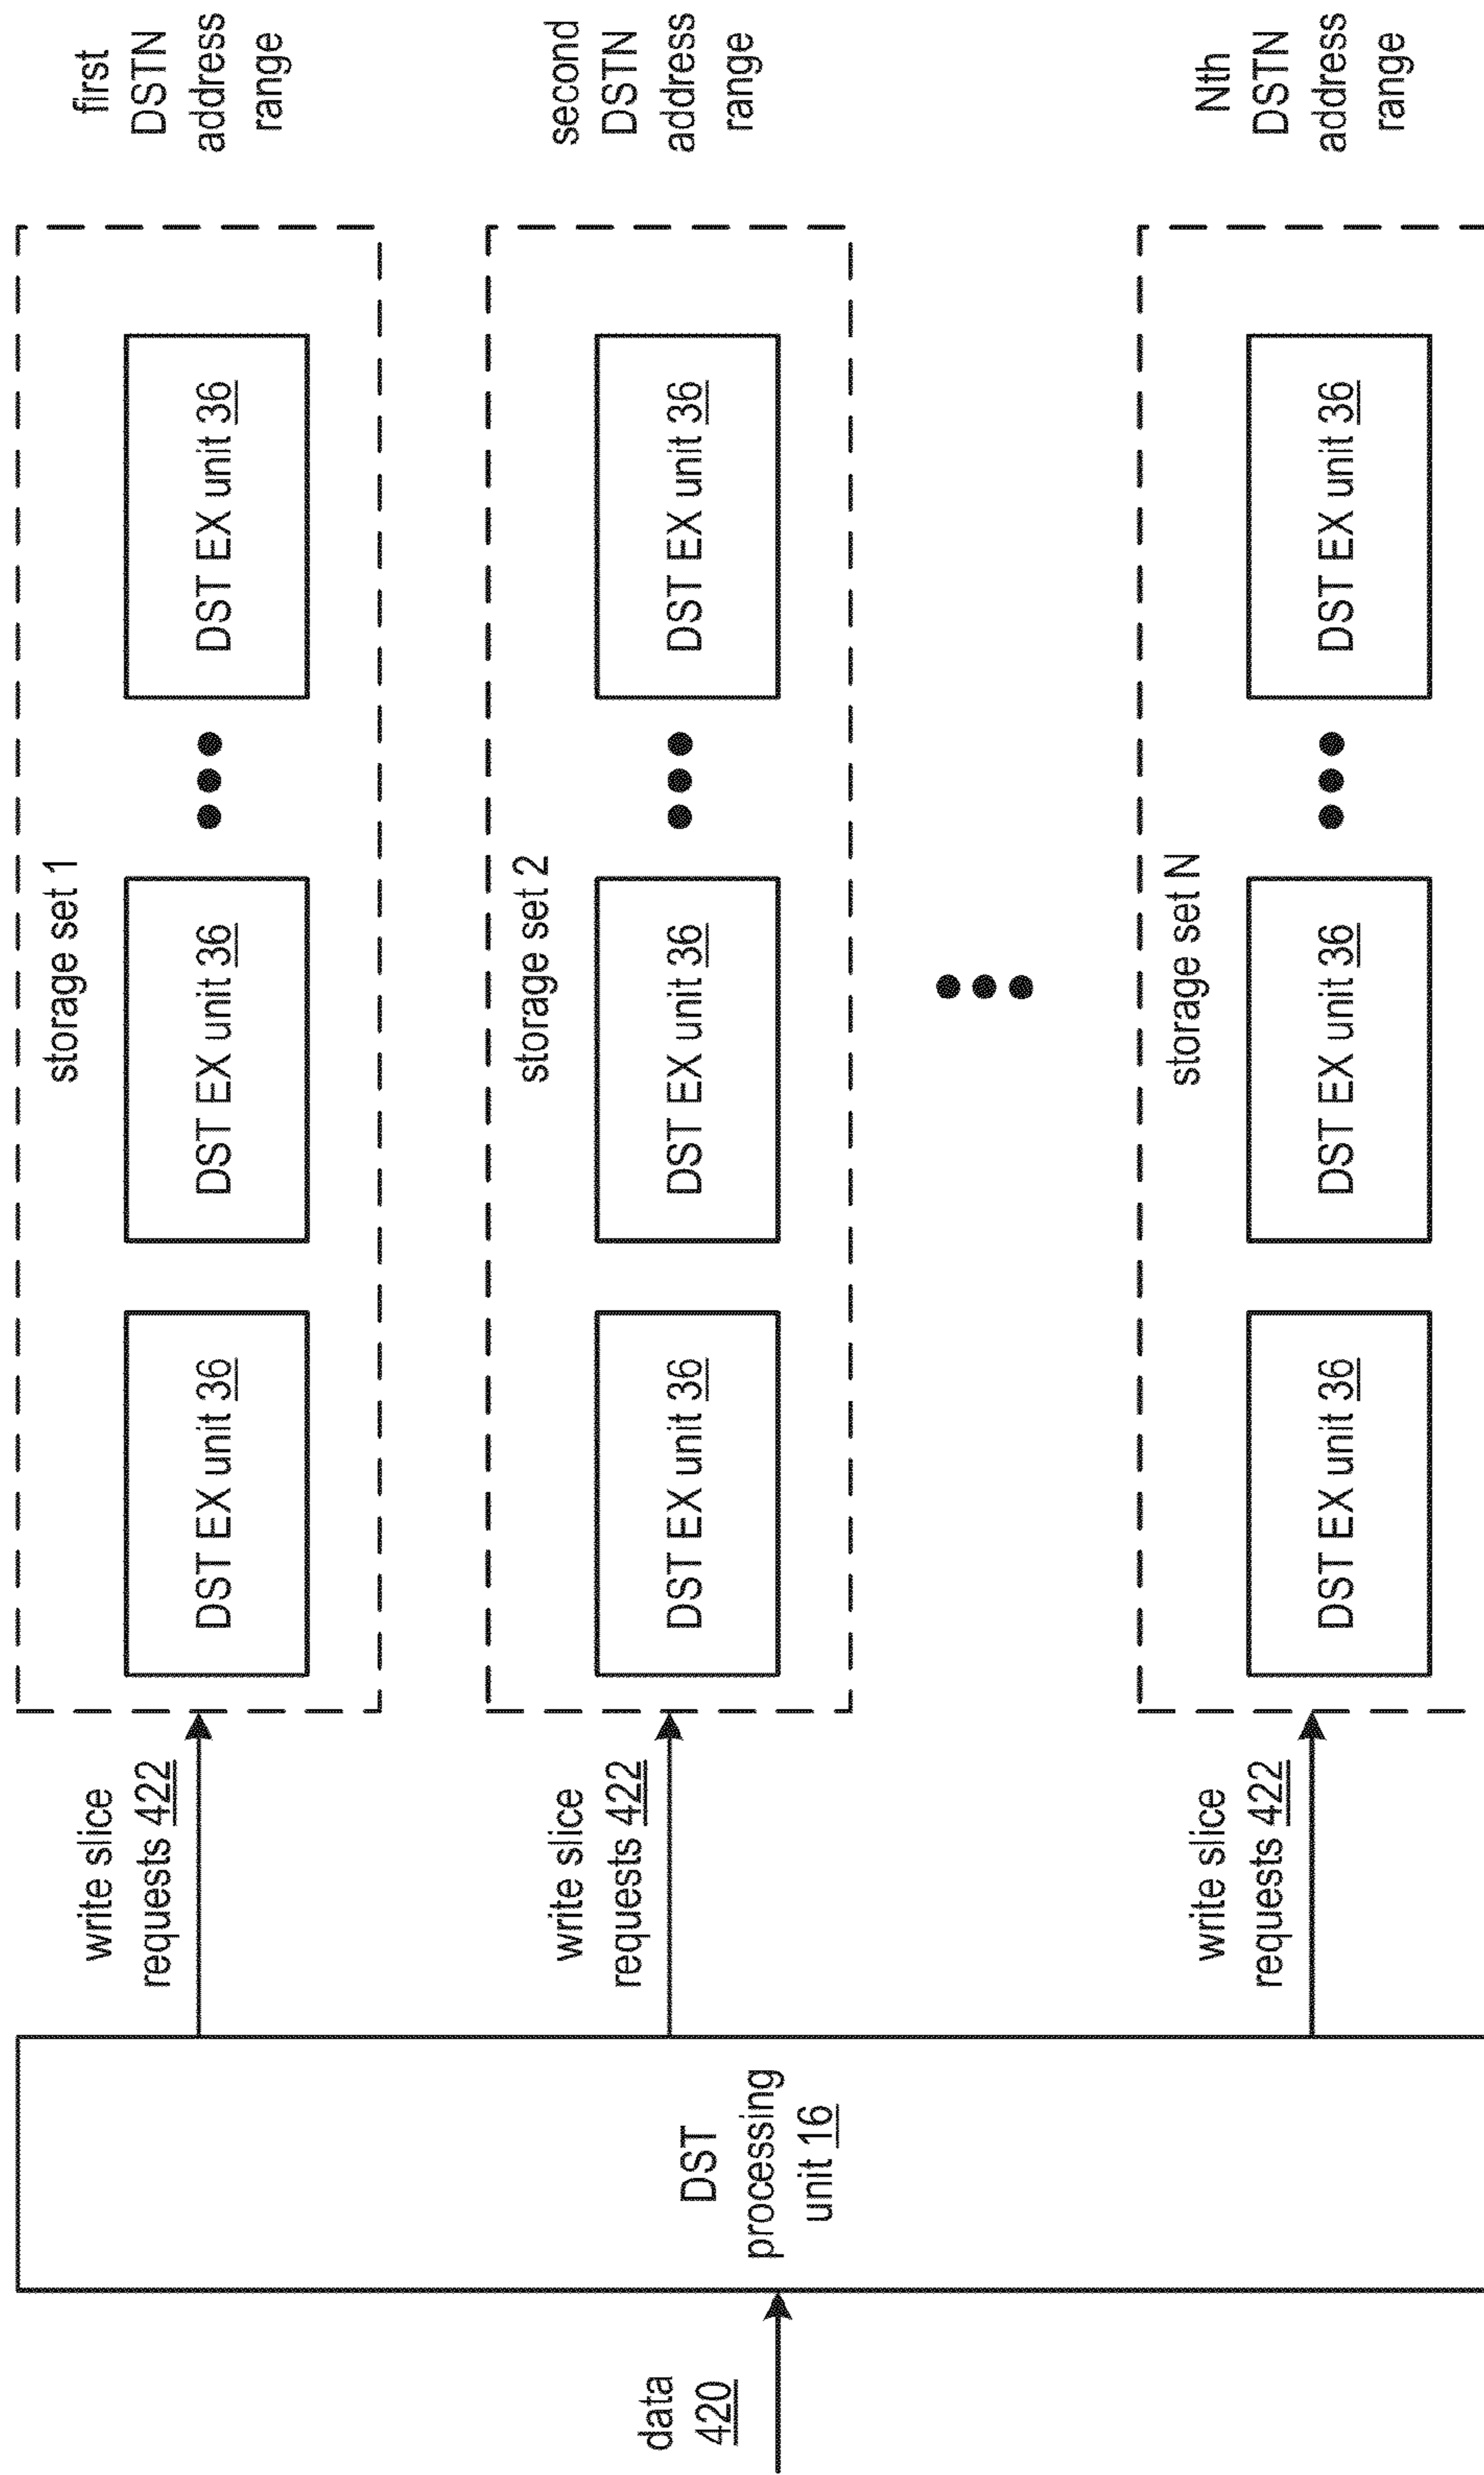 data
420
DST
processing
unit 16
write slice
requests 422
storage set 1
DST EX unit 36
DST EX unit 36
DST EX unit 36
first
DSTN
address
range
write slice
requests 422
storage set 2
DST EX unit 36
DST EX unit 36
DST EX unit 36
second
DSTN
address
range
write slice
requests 422
storage set N
DST EX unit 36
DST EX unit 36
DST EX unit 36
Nth
DSTN
address
range